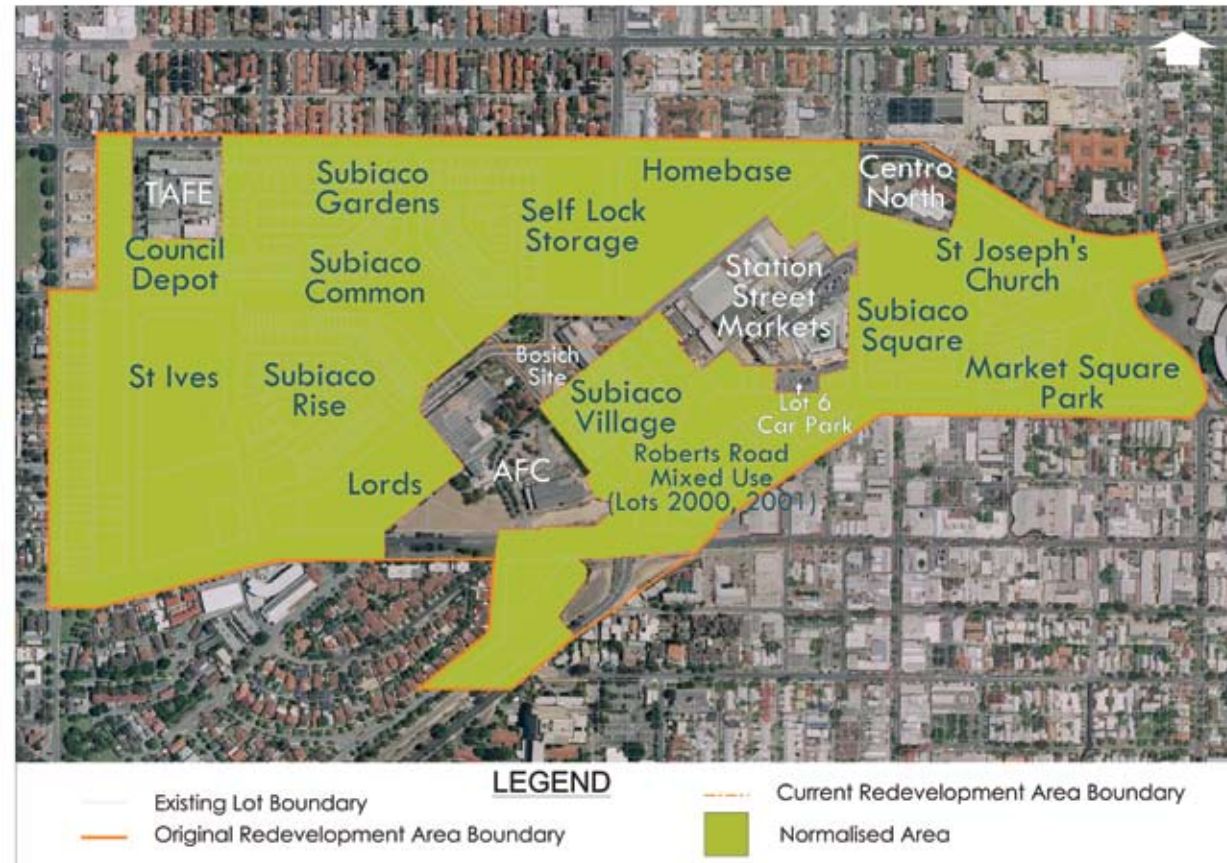 Homebase
Centro
North
TAFE
Subiaco
Gardens
Self Lock
Storage
Council
Depot
Subiaco
Common
Station
Street
Markets
St Joseph's
Church
Subiaco
Square
St Ives
Subiaco
Rise
Bosich
Site
Subiaco
Village
Lot 6
Car Park
Market Square
Park
Lords
AFC
Roberts Road
Mixed Use
(Lots 2000, 2001)
LEGEND
Existing Lot Boundary
Original Redevelopment Area Boundary
Current Redevelopment Area Boundary
Normalised Area